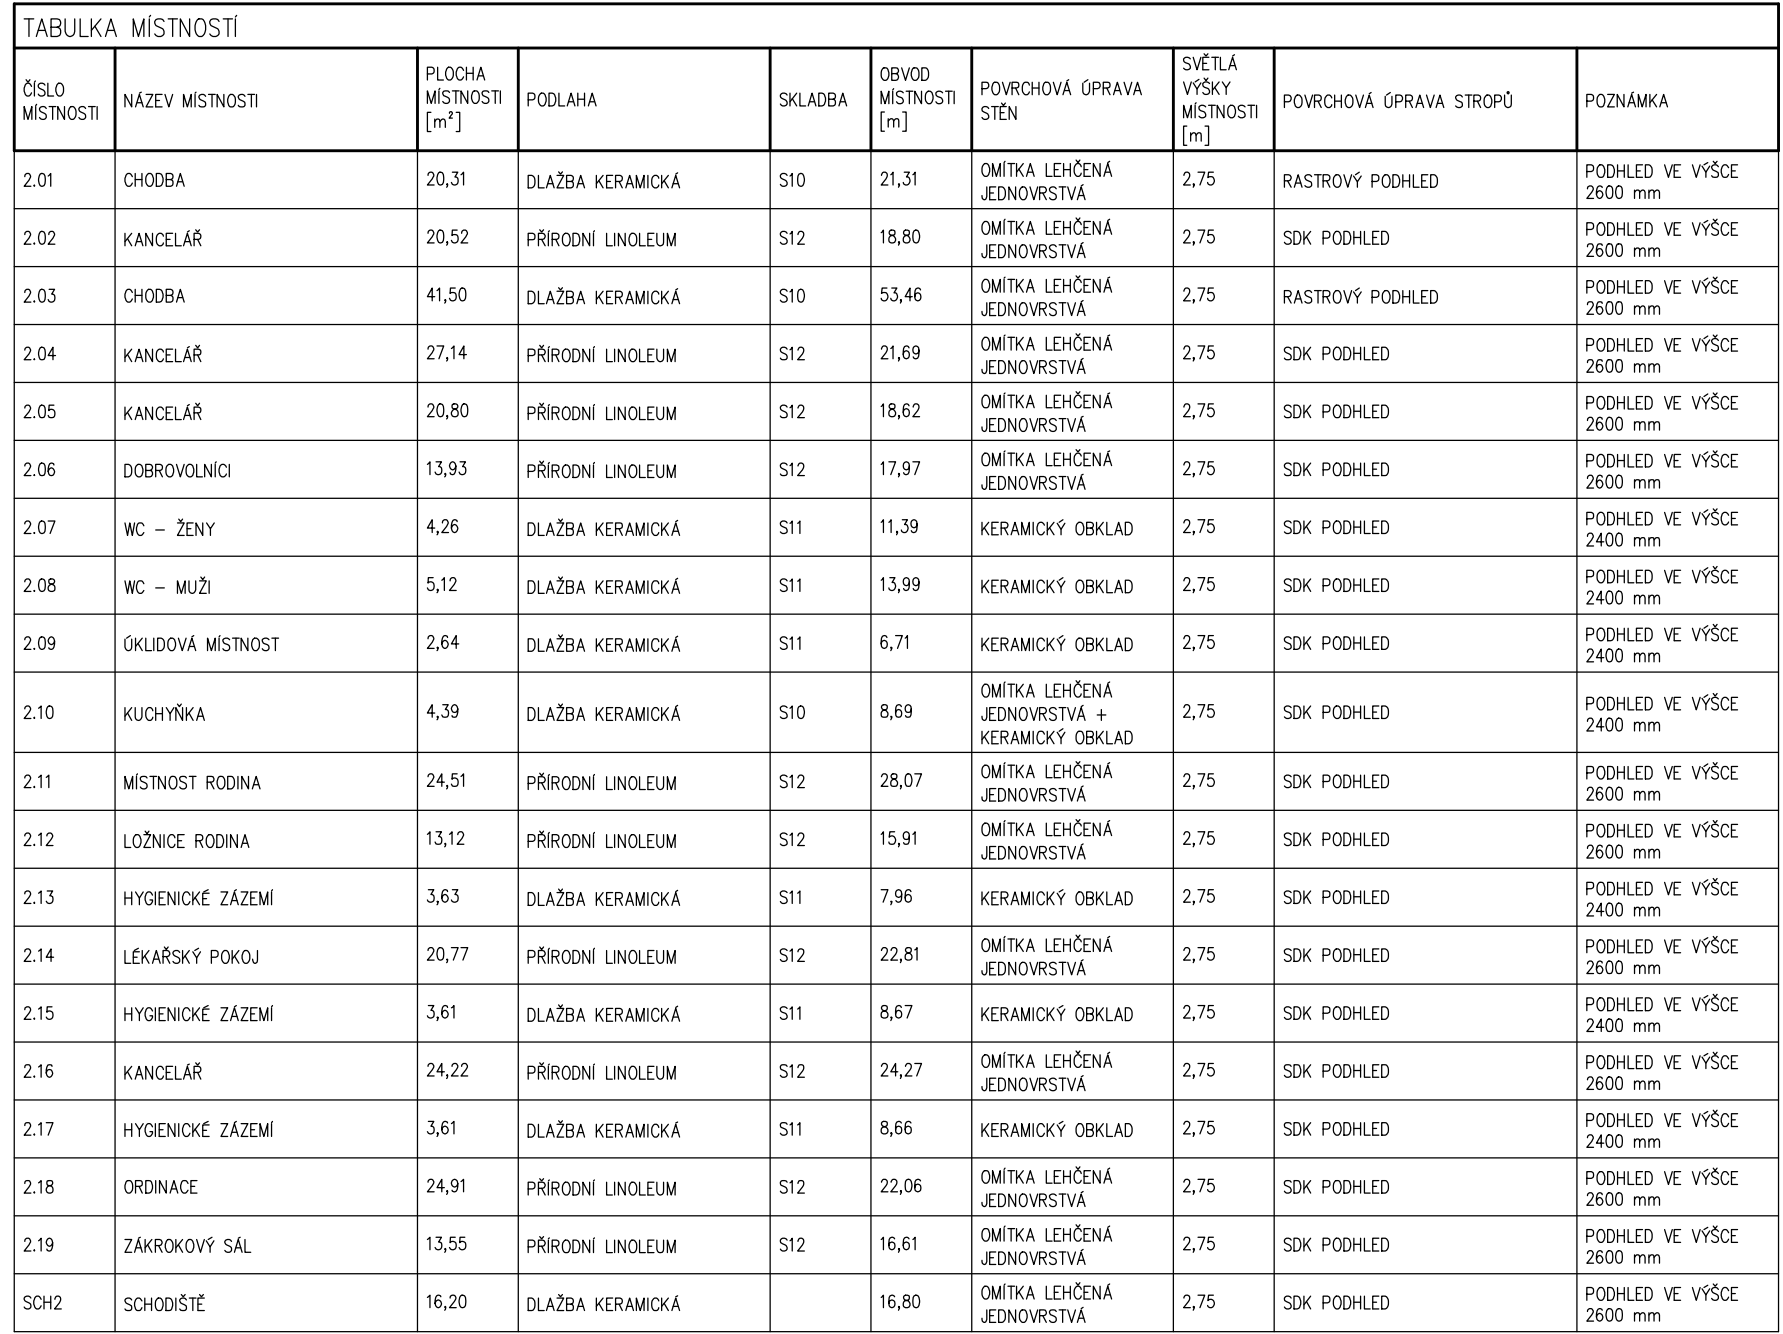 TABULKA MÍSTNOSTÍ
ČÍSLO MÍSTNOSTI NÁZEV MÍSTNOSTI PLOCHA MÍSTNOSTI [m²] PODLAHA SKLADBA OBVOD MÍSTNOSTI [m] POVRCHOVÁ ÚPRAVA STĚN SVĚTLÁ VÝŠKY MÍSTNOSTI [m] POVRCHOVÁ ÚPRAVA STROPŮ POZNÁMKA
2.01 CHODBA 20,31 DLAŽBA KERAMICKÁ S10 21,31 OMÍTKA LEHČENÁ JEDNOVRSTVÁ 2,75 RASTROVÝ PODHLED PODHLED VE VÝŠCE 2600 mm
2.02 KANCELÁŘ 20,52 PŘÍRODNÍ LINOLEUM S12 18,80 OMÍTKA LEHČENÁ JEDNOVRSTVÁ 2,75 SDK PODHLED PODHLED VE VÝŠCE 2600 mm
2.03 CHODBA 41,50 DLAŽBA KERAMICKÁ S10 53,46 OMÍTKA LEHČENÁ JEDNOVRSTVÁ 2,75 RASTROVÝ PODHLED PODHLED VE VÝŠCE 2600 mm
2.04 KANCELÁŘ 27,14 PŘÍRODNÍ LINOLEUM S12 21,69 OMÍTKA LEHČENÁ JEDNOVRSTVÁ 2,75 SDK PODHLED PODHLED VE VÝŠCE 2600 mm
2.05 KANCELÁŘ 20,80 PŘÍRODNÍ LINOLEUM S12 18,62 OMÍTKA LEHČENÁ JEDNOVRSTVÁ 2,75 SDK PODHLED PODHLED VE VÝŠCE 2600 mm
2.06 DOBROVOLNÍCI 13,93 PŘÍRODNÍ LINOLEUM S12 17,97 OMÍTKA LEHČENÁ JEDNOVRSTVÁ 2,75 SDK PODHLED PODHLED VE VÝŠCE 2600 mm
2.07 WC – ŽENY 4,26 DLAŽBA KERAMICKÁ S11 11,39 KERAMICKÝ OBKLAD 2,75 SDK PODHLED PODHLED VE VÝŠCE 2400 mm
2.08 WC – MUŽI 5,12 DLAŽBA KERAMICKÁ S11 13,99 KERAMICKÝ OBKLAD 2,75 SDK PODHLED PODHLED VE VÝŠCE 2400 mm
2.09 ÚKLIDOVÁ MÍSTNOST 2,64 DLAŽBA KERAMICKÁ S11 6,71 KERAMICKÝ OBKLAD 2,75 SDK PODHLED PODHLED VE VÝŠCE 2400 mm
2.10 KUCHYŇKA 4,39 DLAŽBA KERAMICKÁ S10 8,69 OMÍTKA LEHČENÁ JEDNOVRSTVÁ + KERAMICKÝ OBKLAD 2,75 SDK PODHLED PODHLED VE VÝŠCE 2400 mm
2.11 MÍSTNOST RODINA 24,51 PŘÍRODNÍ LINOLEUM S12 28,07 OMÍTKA LEHČENÁ JEDNOVRSTVÁ 2,75 SDK PODHLED PODHLED VE VÝŠCE 2600 mm
2.12 LOŽNICE RODINA 13,12 PŘÍRODNÍ LINOLEUM S12 15,91 OMÍTKA LEHČENÁ JEDNOVRSTVÁ 2,75 SDK PODHLED PODHLED VE VÝŠCE 2600 mm
2.13 HYGIENICKÉ ZÁZEMÍ 3,63 DLAŽBA KERAMICKÁ S11 7,96 KERAMICKÝ OBKLAD 2,75 SDK PODHLED PODHLED VE VÝŠCE 2400 mm
2.14 LÉKAŘSKÝ POKOJ 20,77 PŘÍRODNÍ LINOLEUM S12 22,81 OMÍTKA LEHČENÁ JEDNOVRSTVÁ 2,75 SDK PODHLED PODHLED VE VÝŠCE 2600 mm
2.15 HYGIENICKÉ ZÁZEMÍ 3,61 DLAŽBA KERAMICKÁ S11 8,67 KERAMICKÝ OBKLAD 2,75 SDK PODHLED PODHLED VE VÝŠCE 2400 mm
2.16 KANCELÁŘ 24,22 PŘÍRODNÍ LINOLEUM S12 24,27 OMÍTKA LEHČENÁ JEDNOVRSTVÁ 2,75 SDK PODHLED PODHLED VE VÝŠCE 2600 mm
2.17 HYGIENICKÉ ZÁZEMÍ 3,61 DLAŽBA KERAMICKÁ S11 8,66 KERAMICKÝ OBKLAD 2,75 SDK PODHLED PODHLED VE VÝŠCE 2400 mm
2.18 ORDINACE 24,91 PŘÍRODNÍ LINOLEUM S12 22,06 OMÍTKA LEHČENÁ JEDNOVRSTVÁ 2,75 SDK PODHLED PODHLED VE VÝŠCE 2600 mm
2.19 ZÁKROKOVÝ SÁL 13,55 PŘÍRODNÍ LINOLEUM S12 16,61 OMÍTKA LEHČENÁ JEDNOVRSTVÁ 2,75 SDK PODHLED PODHLED VE VÝŠCE 2600 mm
SCH2 SCHODIŠTĚ 16,20 DLAŽBA KERAMICKÁ 16,80 OMÍTKA LEHČENÁ JEDNOVRSTVÁ 2,75 SDK PODHLED PODHLED VE VÝŠCE 2600 mm